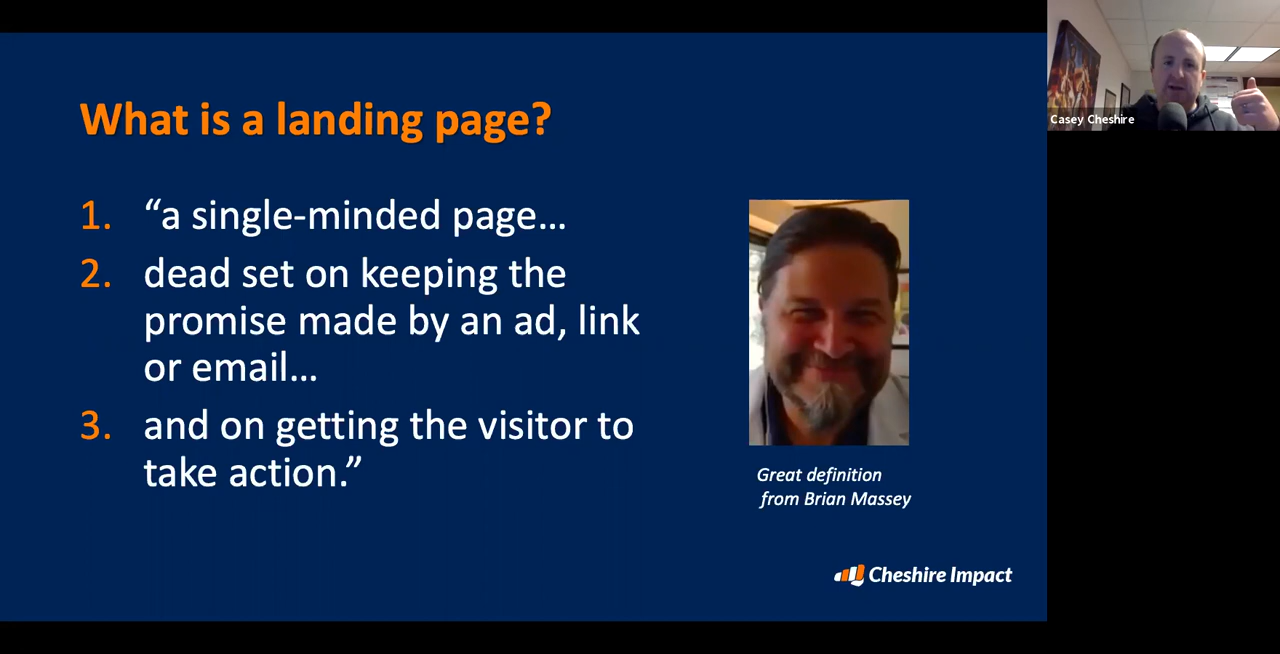 What is a landing page?
1. “a single-minded page…
2. dead set on keeping the
promise made by an ad, link
or email…
3. and on getting the visitor to
take action.”
Great definition
from Brian Massey
Cheshire Impact
Casey Cheshire